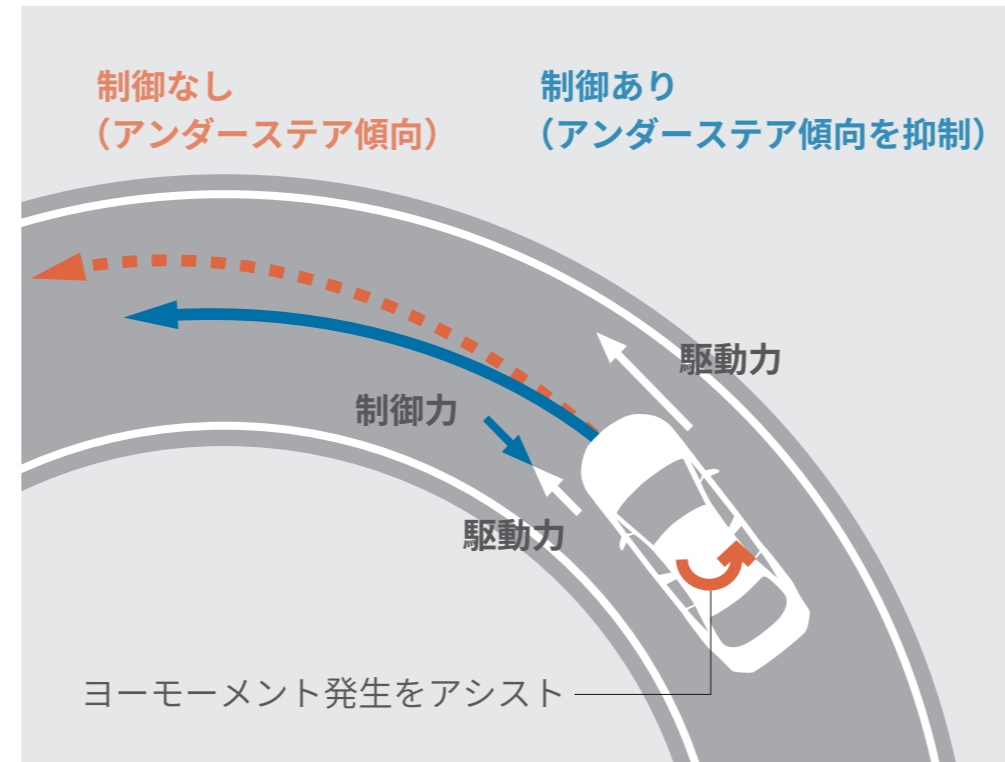 制御なし
（アンダーステア傾向）
制御あり
（アンダーステア傾向を抑制）
駆動力
制御力
駆動力
ヨーモーメント発生をアシスト